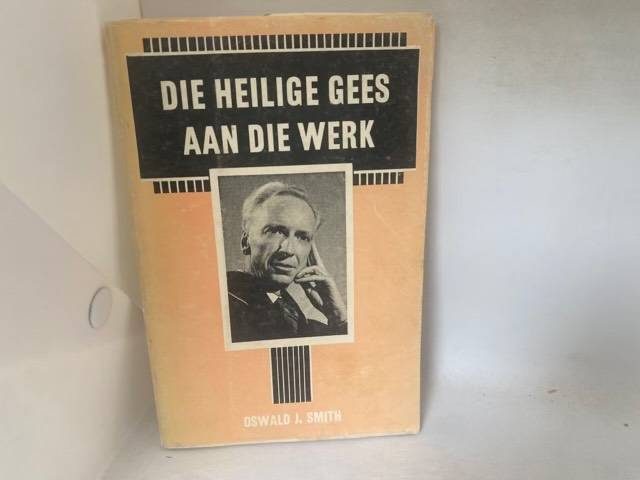 DIE HEILIGE GEES
AAN DIE WERK
OSWALD J. SMITH